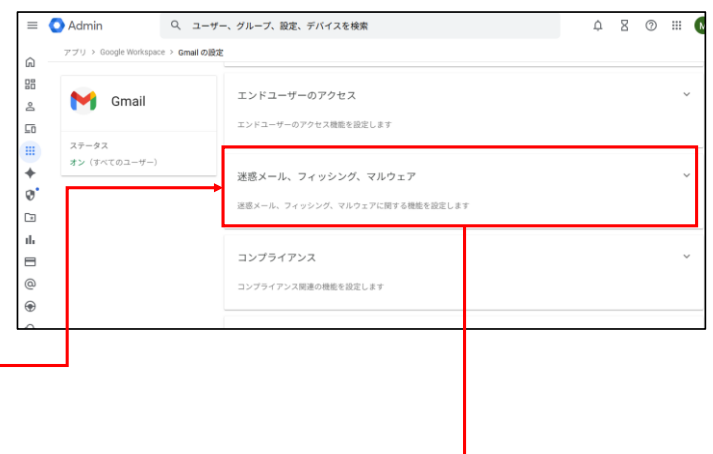 Admin
ユーザー、グループ、設定、デバイスを検索
アプリ > Google Workspace > Gmail の設定
Gmail
ステータス
オン（すべてのユーザー）
エンドユーザーのアクセス
エンドユーザーのアクセス機能を設定します
迷惑メール、フィッシング、マルウェア
迷惑メール、フィッシング、マルウェアに関する機能を設定します
コンプライアンス
コンプライアンス関連の機能を設定します